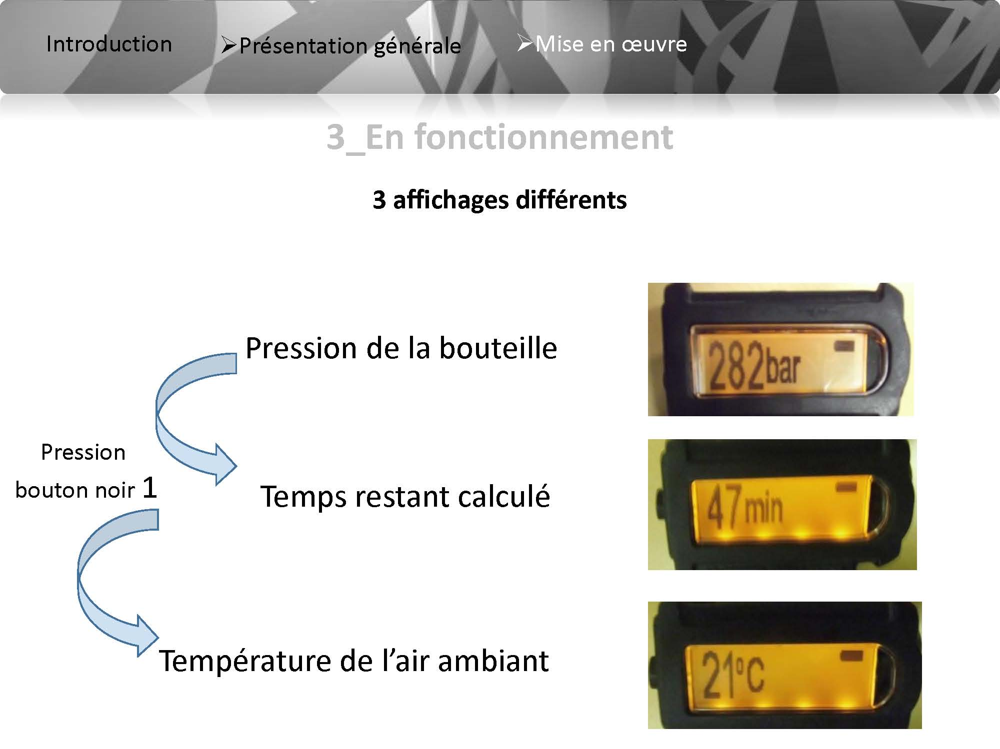 Introduction
➢Présentation générale
➢Mise en œuvre
3_En fonctionnement
3 affichages différents
Pression de la bouteille
282bar
Pression
bouton noir 1
Temps restant calculé
47min
Température de l’air ambiant
21ºC